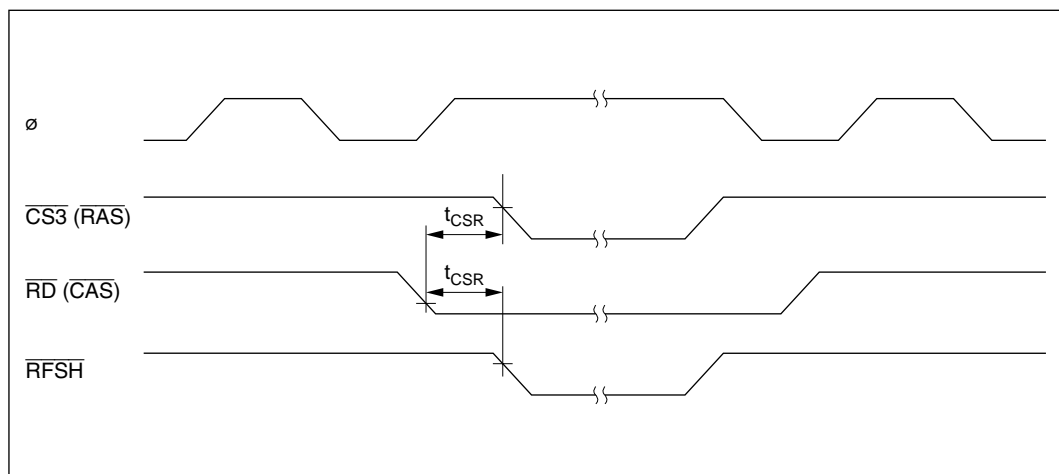 ø
CS3 (RAS)
tCSR
tCSR
RD (CAS)
RFSH